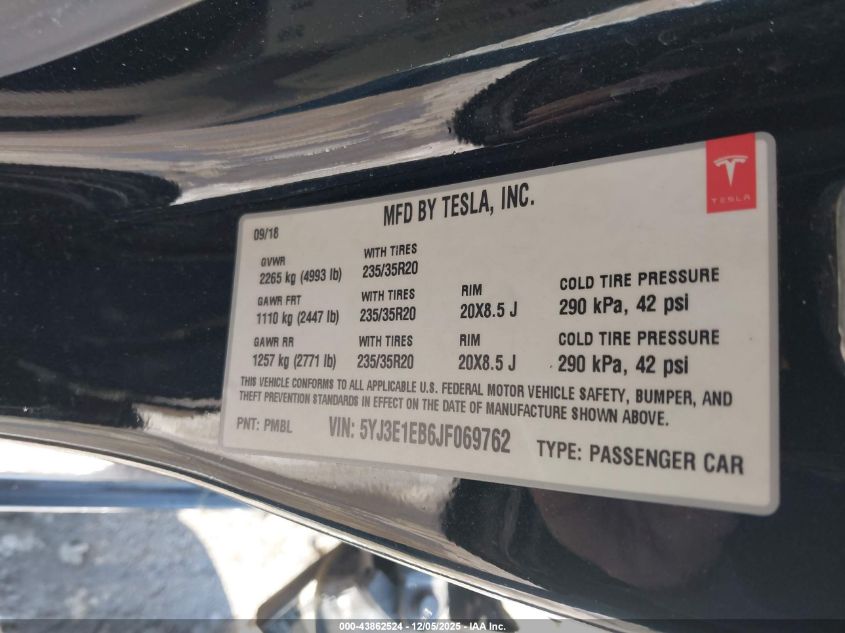 TESLA
MFD BY TESLA, INC.
09/18
GVWR
2265 kg (4993 lb)
WITH TIRES
235/35R20
GAWR FRT
1110 kg (2447 lb)
WITH TIRES
235/35R20
RIM
20X8.5 J
COLD TIRE PRESSURE
290 kPa, 42 psi
GAWR RR
1257 kg (2771 lb)
WITH TIRES
235/35R20
RIM
20X8.5 J
COLD TIRE PRESSURE
290 kPa, 42 psi
THIS VEHICLE CONFORMS TO ALL APPLICABLE U.S. FEDERAL MOTOR VEHICLE SAFETY, BUMPER, AND
THEFT PREVENTION STANDARDS IN EFFECT ON THE DATE OF MANUFACTURE SHOWN ABOVE.
PNT: PMBL
VIN: 5YJ3E1EB6JF069762
TYPE: PASSENGER CAR
000-43862524 - 12/05/2025 - IAA Inc.